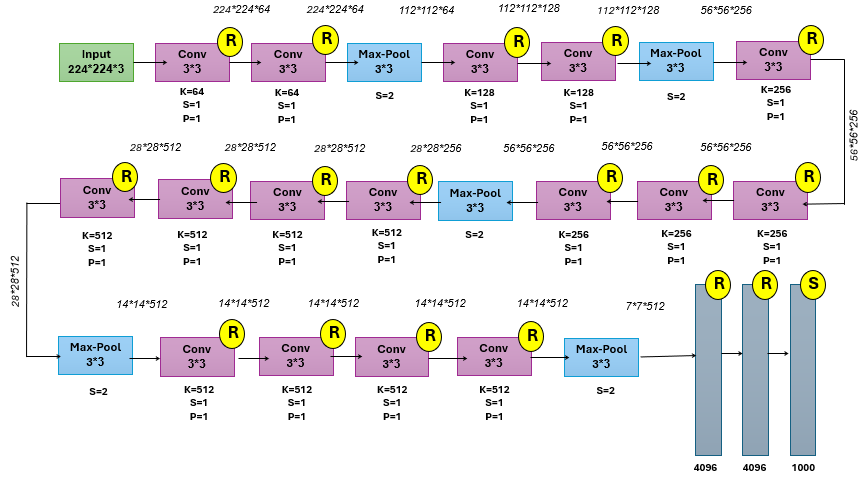 224*224*64 224*224*64 112*112*64 112*112*128 112*112*128 56*56*256
R R R R R
Input Conv Conv Max-Pool Conv Conv Max-Pool Conv
224*224*3 3*3 3*3 3*3 3*3 3*3 3*3 3*3
K=64 K=64 S=2 K=128 K=128 S=2 K=256
S=1 S=1 S=1 S=1 S=1
P=1 P=1 P=1 P=1 P=1
56*56*256
28*28*512 28*28*512 28*28*512 28*28*256 56*56*256 56*56*256 56*56*256
R R R R R R R
Conv Conv Conv Conv Max-Pool Conv Conv Conv
3*3 3*3 3*3 3*3 3*3 3*3 3*3 3*3
K=512 K=512 K=512 K=512 S=2 K=256 K=256 K=256
S=1 S=1 S=1 S=1 S=1 S=1 S=1
P=1 P=1 P=1 P=1 P=1 P=1 P=1
28*28*512
14*14*512 14*14*512 14*14*512 14*14*512 14*14*512 7*7*512
R R R R R R S
Max-Pool Conv Conv Conv Conv Max-Pool
3*3 3*3 3*3 3*3 3*3 3*3
S=2 K=512 K=512 K=512 K=512 S=2
S=1 S=1 S=1 S=1
P=1 P=1 P=1 P=1
4096 4096 1000